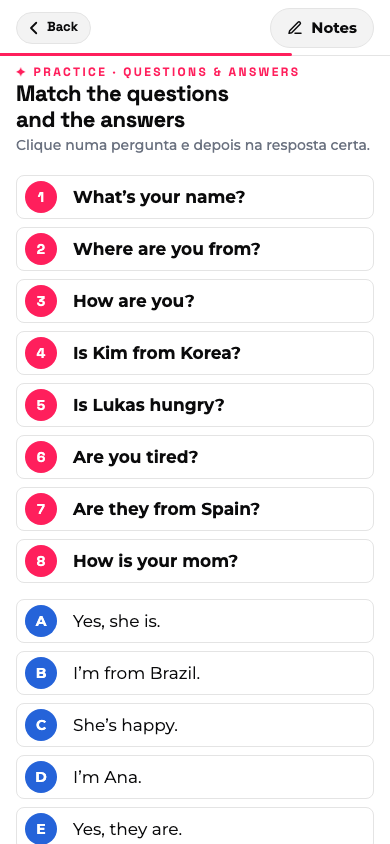 Back
Notes
✦ PRACTICE · QUESTIONS & ANSWERS
Match the questions
and the answers
Clique numa pergunta e depois na resposta certa.
1 What's your name?
2 Where are you from?
3 How are you?
4 Is Kim from Korea?
5 Is Lukas hungry?
6 Are you tired?
7 Are they from Spain?
8 How is your mom?
A Yes, she is.
B I'm from Brazil.
C She's happy.
D I'm Ana.
E Yes, they are.